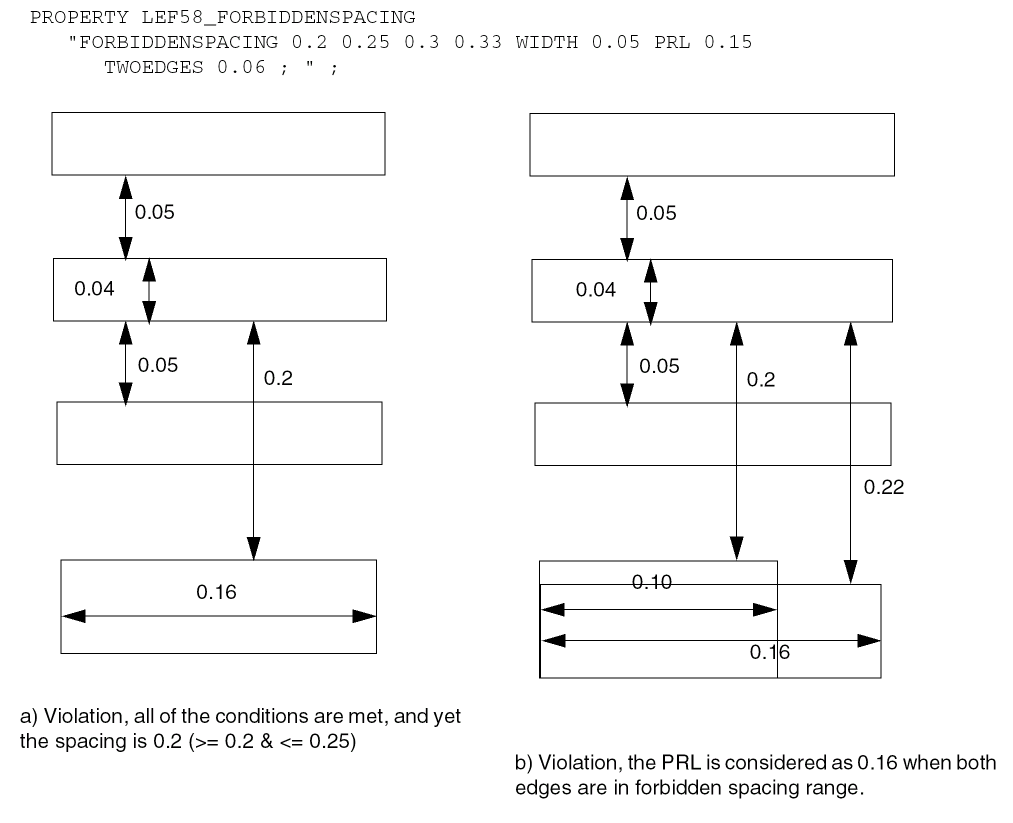 PROPERTY LEF58_FORBIDDENSPACING
"FORBIDDENSPACING 0.2 0.25 0.3 0.33 WIDTH 0.05 PRL 0.15
TWOEDGES 0.06 ; " ;
0.05
0.04
0.05
0.2
0.16
a) Violation, all of the conditions are met, and yet
the spacing is 0.2 (>= 0.2 & <= 0.25)
0.05
0.04
0.05
0.2
0.22
0.10
0.16
b) Violation, the PRL is considered as 0.16 when both
edges are in forbidden spacing range.